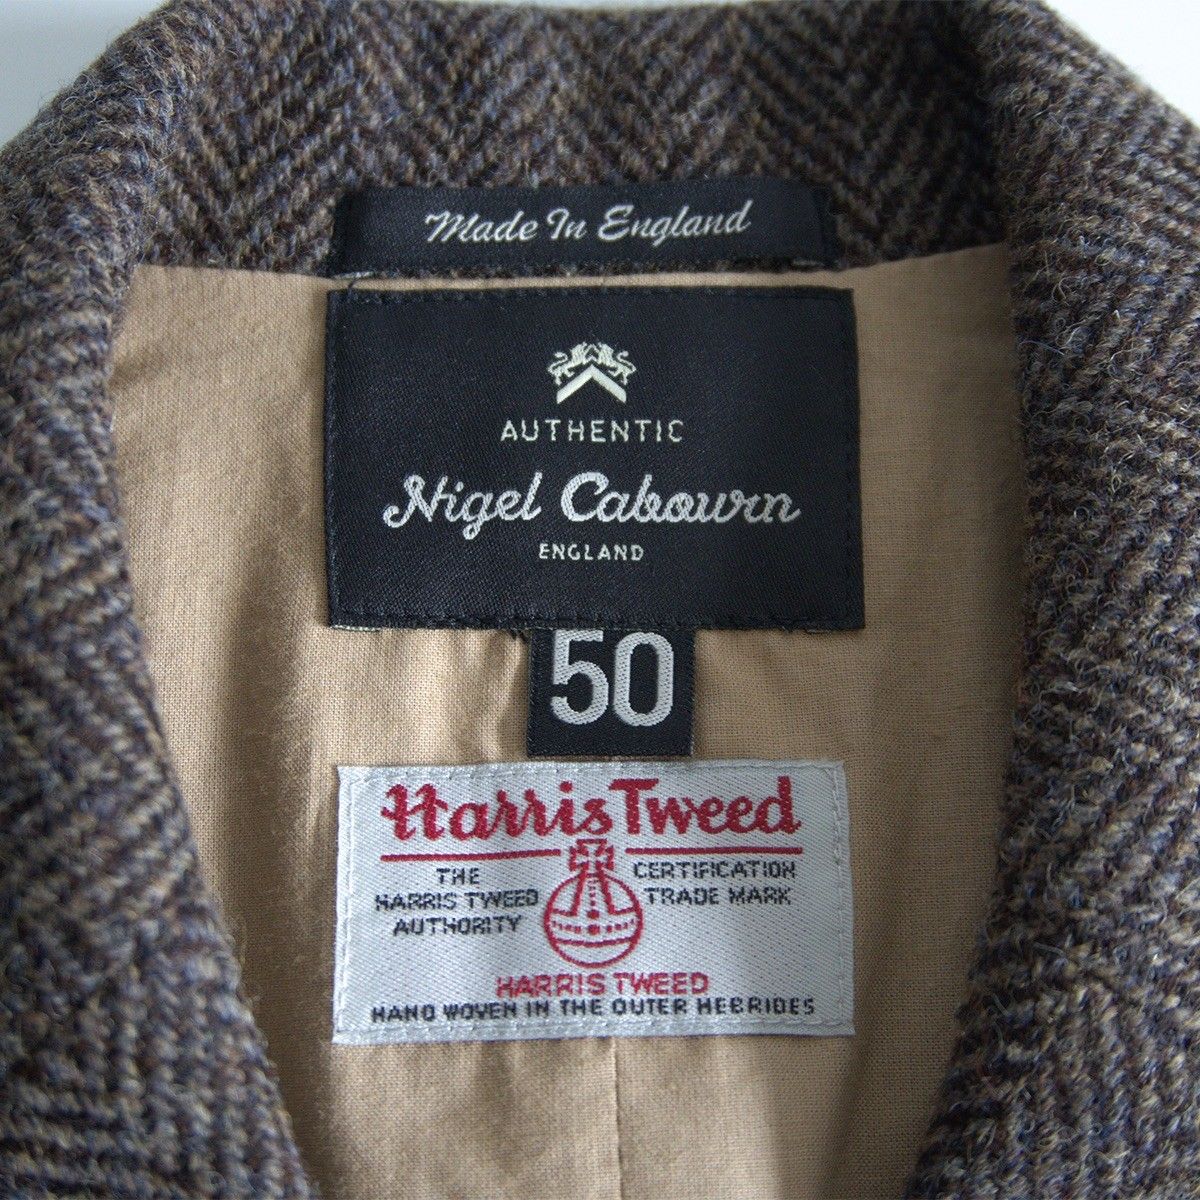 Made In England
AUTHENTIC
Nigel Cabourn
ENGLAND
50
Harris Tweed
THE
HARRIS TWEED
AUTHORITY
CERTIFICATION
TRADE MARK
HARRIS TWEED
HAND WOVEN IN THE OUTER HEBRIDES